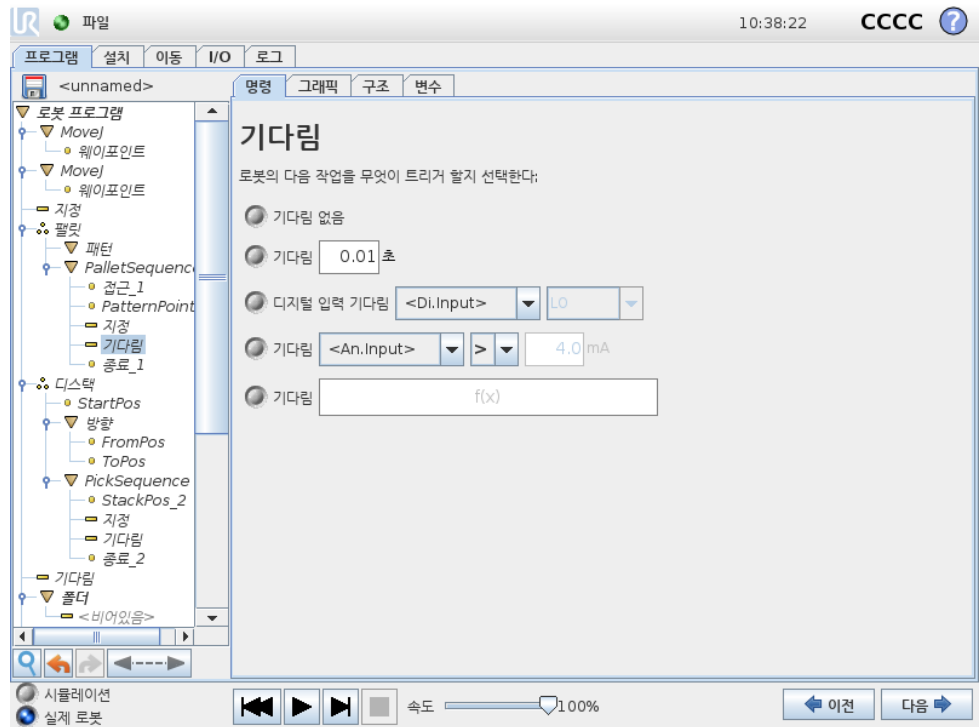 UR 파일 10:38:22 CCCC ?
프로그램 설치 이동 I/O 로그
<unnamed>
명령 그래픽 구조 변수
로봇 프로그램
MoveJ
웨이포인트
MoveJ
웨이포인트
지정
팔릿
패턴
PalletSequenc
접근_1
PatternPoint
지정
기다림
종료_1
디스택
StartPos
방향
FromPos
ToPos
PickSequence
StackPos_2
지정
기다림
종료_2
기다림
폴더
<비어있음>
기다림
로봇의 다음 작업을 무엇이 트리거 할지 선택한다:
기다림 없음
기다림 0.01 초
디지털 입력 기다림 <Di.Input> LO
기다림 <An.Input> > 4.0 mA
기다림 f(x)
시뮬레이션
실제 로봇
속도 100%
이전 다음